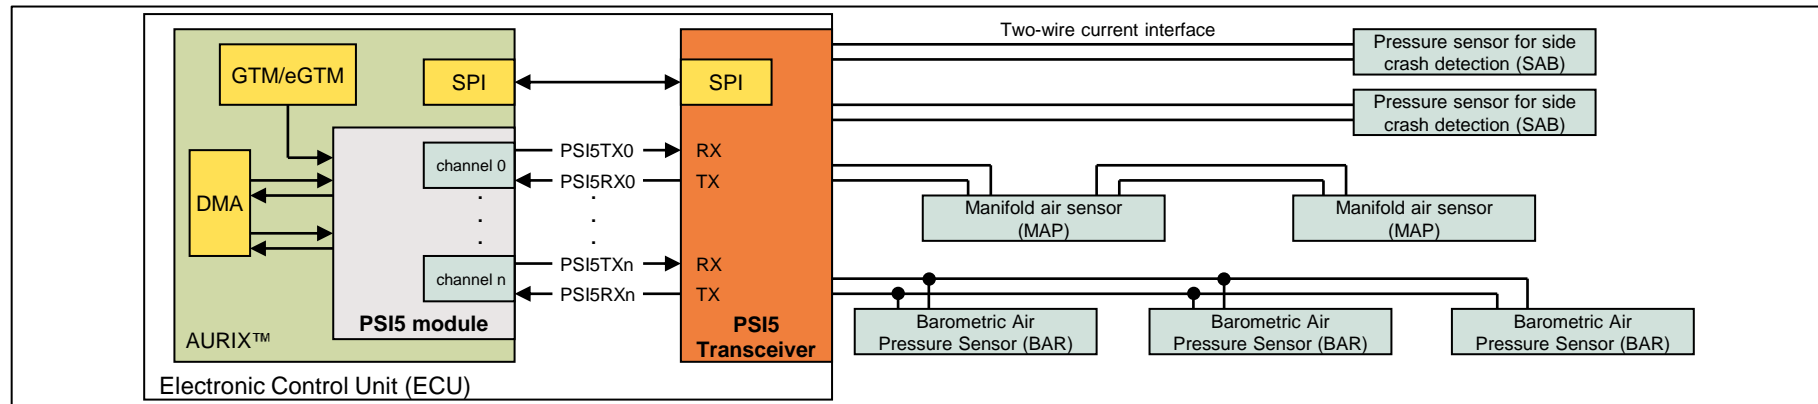 Two-wire current interface
Pressure sensor for side
crash detection (SAB)
GTM/eGTM
SPI
SPI
Pressure sensor for side
crash detection (SAB)
channel 0
PSI5TX0
RX
PSI5RX0
TX
DMA
.
.
.
.
.
.
Manifold air sensor
(MAP)
Manifold air sensor
(MAP)
channel n
PSI5TXn
RX
PSI5RXn
TX
PSI5 module
AURIX™
PSI5
Transceiver
Barometric Air
Pressure Sensor (BAR)
Barometric Air
Pressure Sensor (BAR)
Barometric Air
Pressure Sensor (BAR)
Electronic Control Unit (ECU)